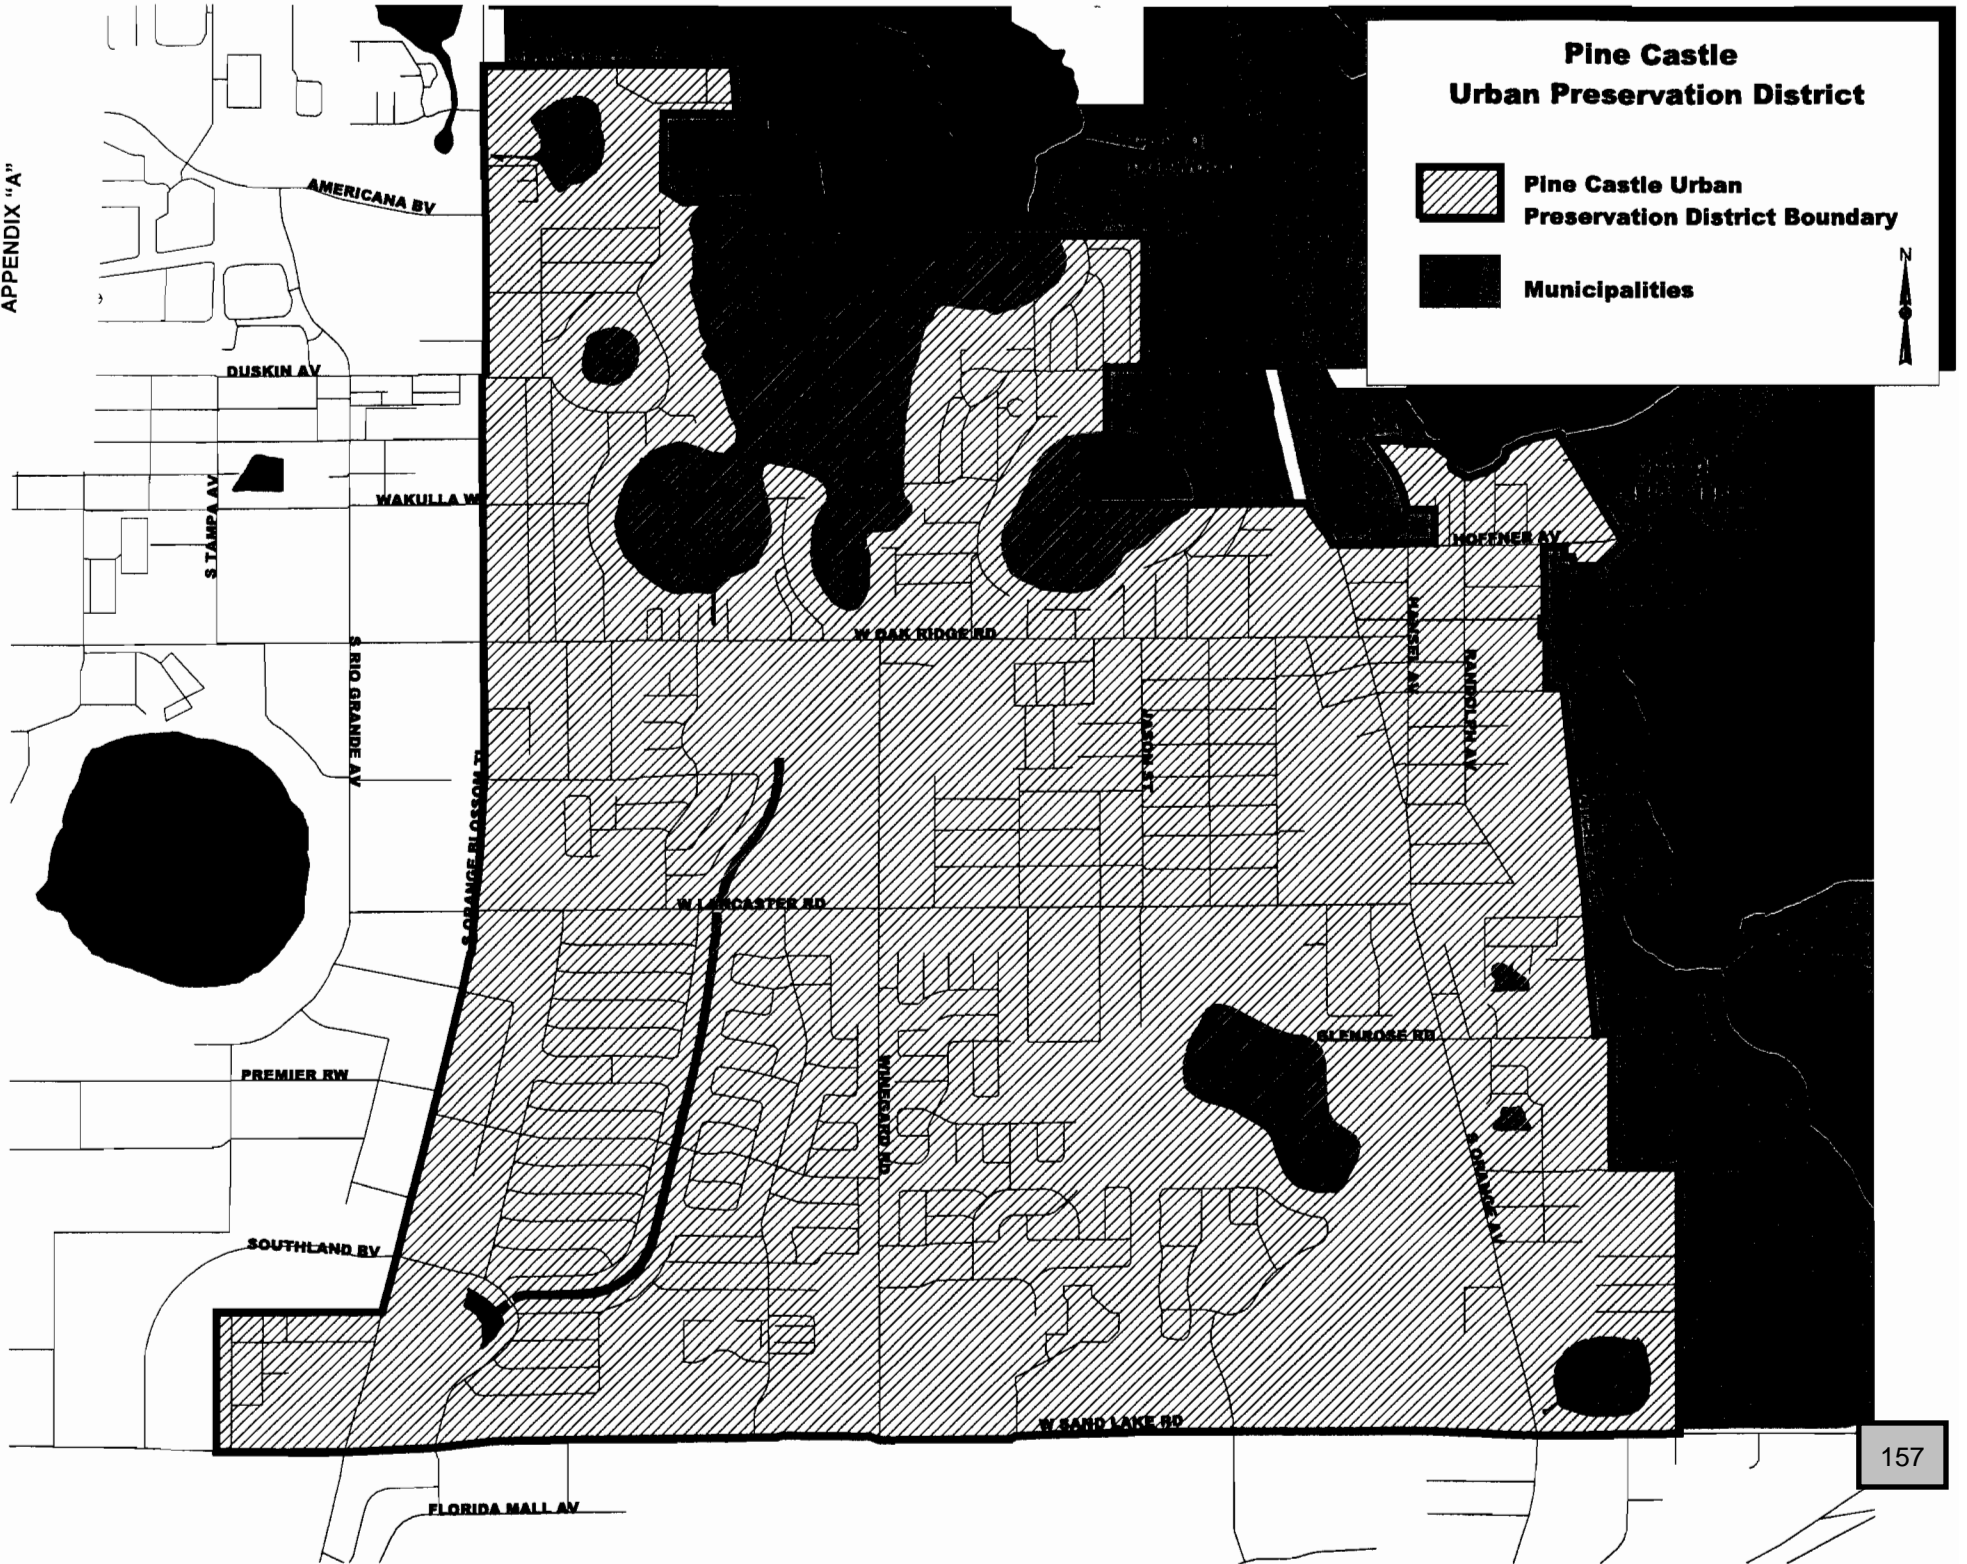 APPENDIX "A"
Pine Castle
Urban Preservation District
Pine Castle Urban
Preservation District Boundary
Municipalities
N
AMERICANA BV
DUSKIN AV
S TAMPA AV
WAKULLA W
HOFFNER AV
W OAK RIDGE RD
S RIO GRANDE AV
HANSEL AV
RANDOLPH AV
JASON ST
S ORANGE BLOSSOM TL
W LANCASTER RD
GLENROSE RD
PREMIER RW
WINEGARD RD
S ORANGE AV
SOUTHLAND BV
W SAND LAKE RD
FLORIDA MALL AV
157